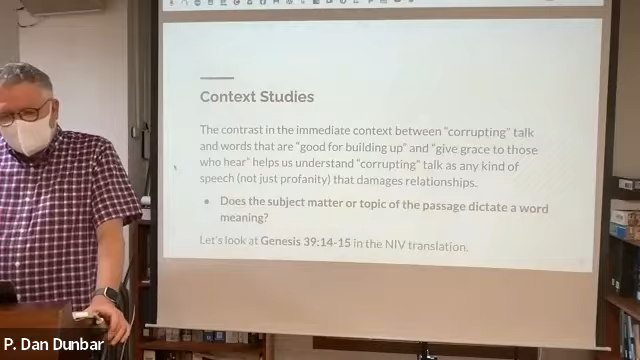 Context Studies
The contrast in the immediate context between "corrupting" talk
and words that are "good for building up" and "give grace to those
who hear" helps us understand "corrupting" talk as any kind of
speech (not just profanity) that damages relationships.
● Does the subject matter or topic of the passage dictate a word
meaning?
Let's look at Genesis 39:14-15 in the NIV translation.
P. Dan Dunbar